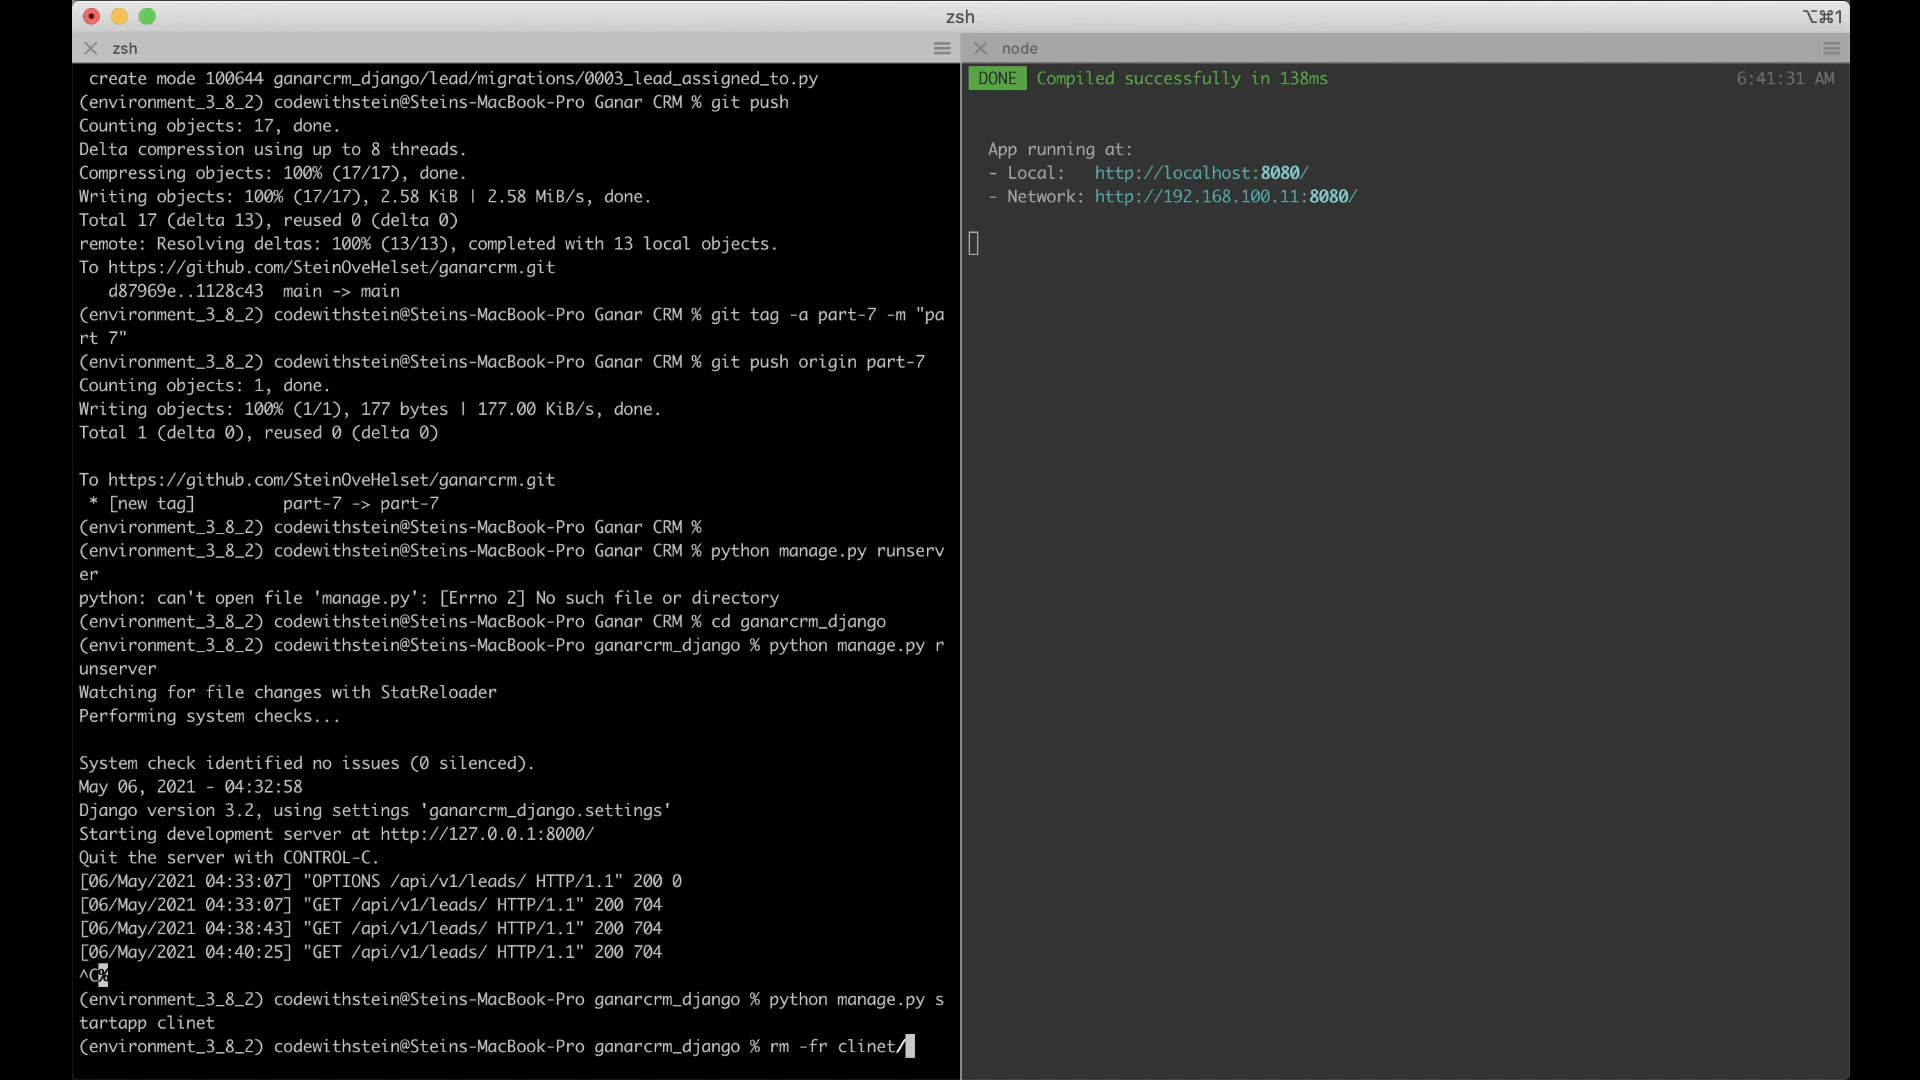 zsh
⌥⌘1
zsh
create mode 100644 ganarcrm_django/lead/migrations/0003_lead_assigned_to.py
(environment_3_8_2) codewithstein@Steins-MacBook-Pro Ganar CRM % git push
Counting objects: 17, done.
Delta compression using up to 8 threads.
Compressing objects: 100% (17/17), done.
Writing objects: 100% (17/17), 2.58 KiB | 2.58 MiB/s, done.
Total 17 (delta 13), reused 0 (delta 0)
remote: Resolving deltas: 100% (13/13), completed with 13 local objects.
To https://github.com/SteinOveHelset/ganarcrm.git
d87969e..1128c43  main -> main
(environment_3_8_2) codewithstein@Steins-MacBook-Pro Ganar CRM % git tag -a part-7 -m "pa
rt 7"
(environment_3_8_2) codewithstein@Steins-MacBook-Pro Ganar CRM % git push origin part-7
Counting objects: 1, done.
Writing objects: 100% (1/1), 177 bytes | 177.00 KiB/s, done.
Total 1 (delta 0), reused 0 (delta 0)
To https://github.com/SteinOveHelset/ganarcrm.git
* [new tag]         part-7 -> part-7
(environment_3_8_2) codewithstein@Steins-MacBook-Pro Ganar CRM %
(environment_3_8_2) codewithstein@Steins-MacBook-Pro Ganar CRM % python manage.py runserv
er
python: can't open file 'manage.py': [Errno 2] No such file or directory
(environment_3_8_2) codewithstein@Steins-MacBook-Pro Ganar CRM % cd ganarcrm_django
(environment_3_8_2) codewithstein@Steins-MacBook-Pro ganarcrm_django % python manage.py r
unserver
Watching for file changes with StatReloader
Performing system checks...
System check identified no issues (0 silenced).
May 06, 2021 - 04:32:58
Django version 3.2, using settings 'ganarcrm_django.settings'
Starting development server at http://127.0.0.1:8000/
Quit the server with CONTROL-C.
[06/May/2021 04:33:07] "OPTIONS /api/v1/leads/ HTTP/1.1" 200 0
[06/May/2021 04:33:07] "GET /api/v1/leads/ HTTP/1.1" 200 704
[06/May/2021 04:38:43] "GET /api/v1/leads/ HTTP/1.1" 200 704
[06/May/2021 04:40:25] "GET /api/v1/leads/ HTTP/1.1" 200 704
^C%
(environment_3_8_2) codewithstein@Steins-MacBook-Pro ganarcrm_django % python manage.py s
tartapp clinet
(environment_3_8_2) codewithstein@Steins-MacBook-Pro ganarcrm_django % rm -fr clinet/
node
DONE Compiled successfully in 138ms 6:41:31 AM
App running at:
- Local:   http://localhost:8080/
- Network: http://192.168.100.11:8080/